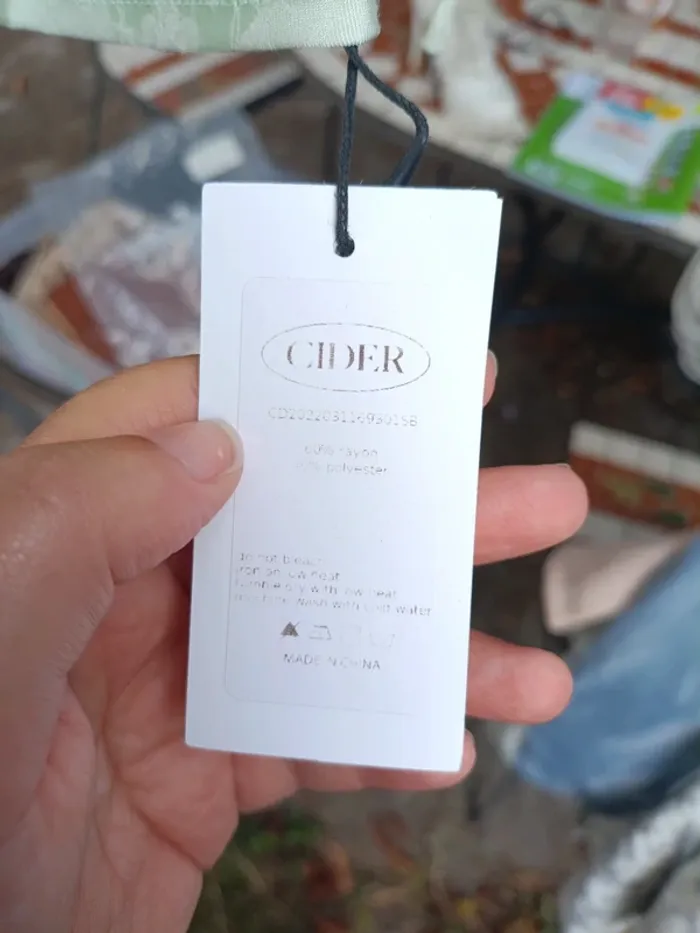 CIDER
60% rayon
polyester
do not bleach
iron on low heat
tumble dry with low heat
machine wash with cold water
MADE IN CHINA